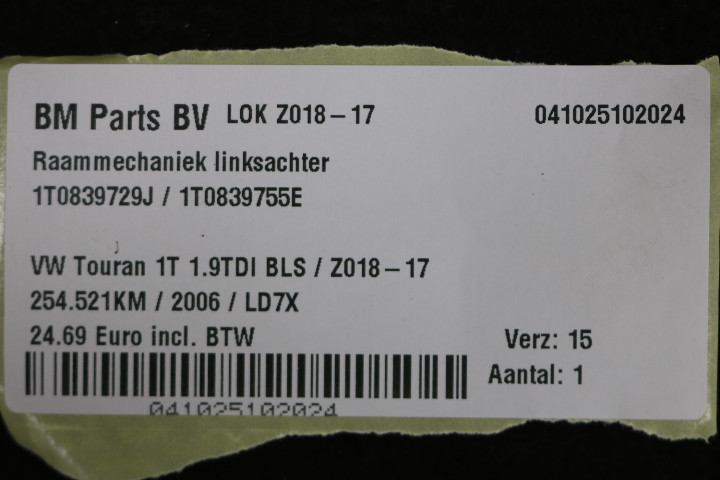 BM Parts BV LOK Z018-17 041025102024
Raammechaniek linksachter
1T0839729J / 1T0839755E
VW Touran 1T 1.9TDI BLS / Z018-17
254.521KM / 2006 / LD7X
24.69 Euro incl. BTW Verz: 15
Aantal: 1
041025102024